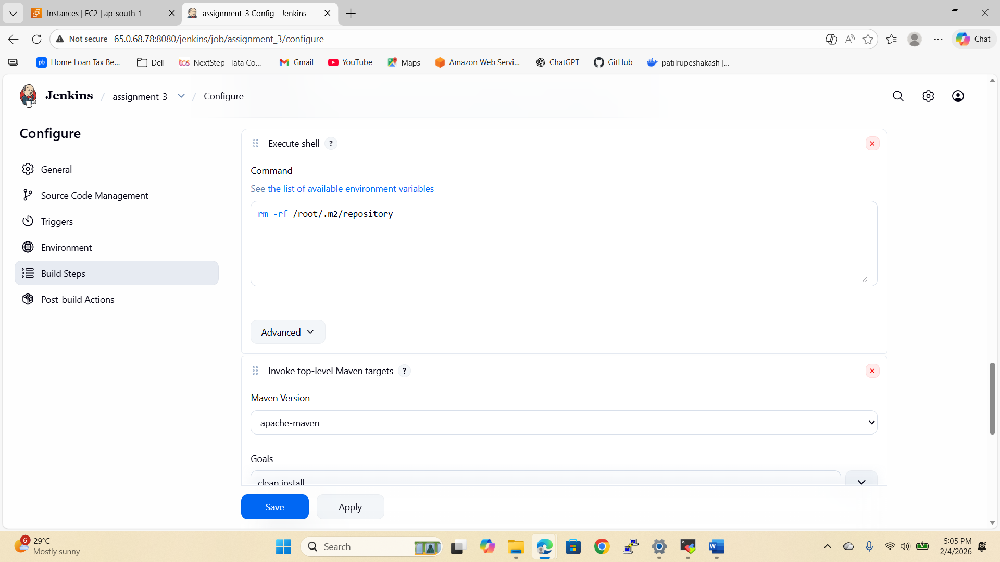 Instances | EC2 | ap-south-1
assignment_3 Config - Jenkins
Not secure 65.0.68.78:8080/jenkins/job/assignment_3/configure
Chat
pb Home Loan Tax Be...
Dell
tcs NextStep- Tata Co...
Gmail
YouTube
Maps
Amazon Web Servi...
ChatGPT
GitHub
patilrupeshakash |...
Jenkins / assignment_3 / Configure
Configure
General
Source Code Management
Triggers
Environment
Build Steps
Post-build Actions
Execute shell ?
Command
See the list of available environment variables
rm -rf /root/.m2/repository
Advanced
Invoke top-level Maven targets ?
Maven Version
apache-maven
Goals
clean install
Save
Apply
6
29°C
Mostly sunny
Search
5:05 PM
2/4/2026